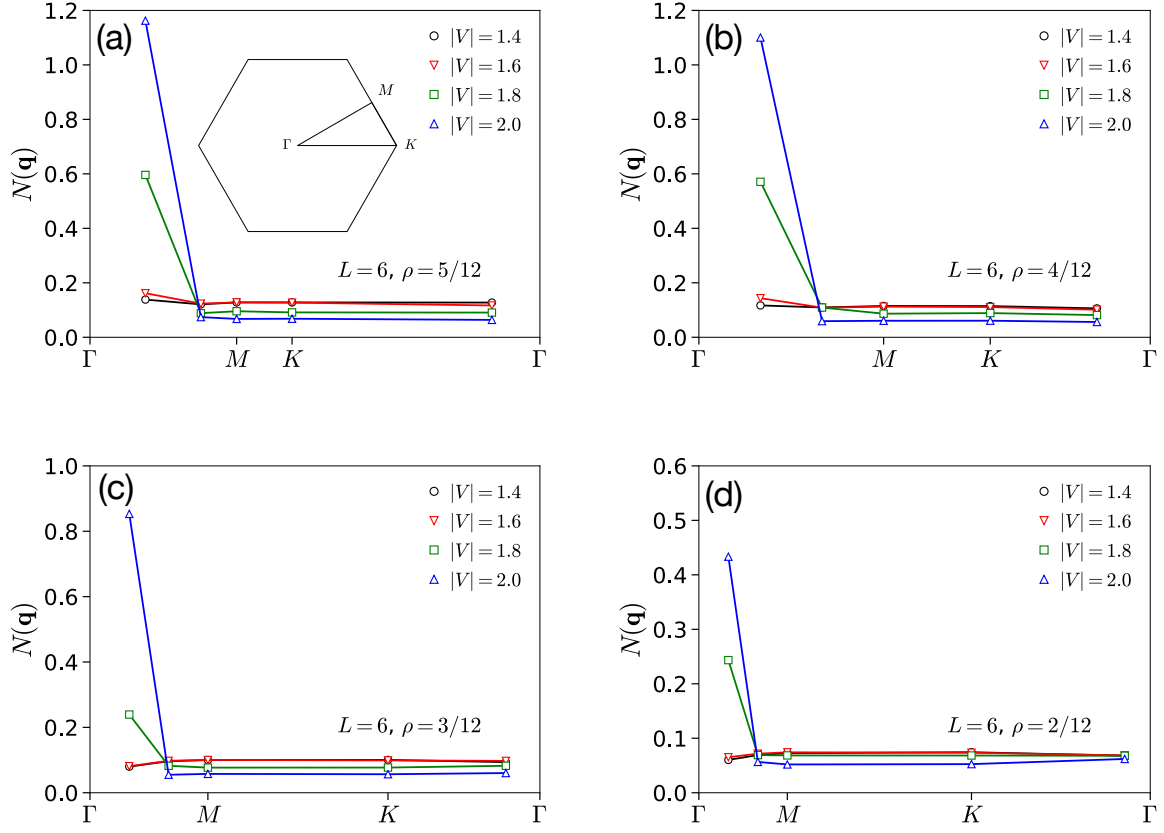 (a)
N(q)
1.2
1.0
0.8
0.6
0.4
0.2
0.0
|V| = 1.4
|V| = 1.6
|V| = 1.8
|V| = 2.0
M
Γ
K
L = 6, ρ = 5/12
Γ M K Γ
(b)
N(q)
1.2
1.0
0.8
0.6
0.4
0.2
0.0
|V| = 1.4
|V| = 1.6
|V| = 1.8
|V| = 2.0
L = 6, ρ = 4/12
Γ M K Γ
(c)
N(q)
1.0
0.8
0.6
0.4
0.2
0.0
|V| = 1.4
|V| = 1.6
|V| = 1.8
|V| = 2.0
L = 6, ρ = 3/12
Γ M K Γ
(d)
N(q)
0.6
0.5
0.4
0.3
0.2
0.1
0.0
|V| = 1.4
|V| = 1.6
|V| = 1.8
|V| = 2.0
L = 6, ρ = 2/12
Γ M K Γ